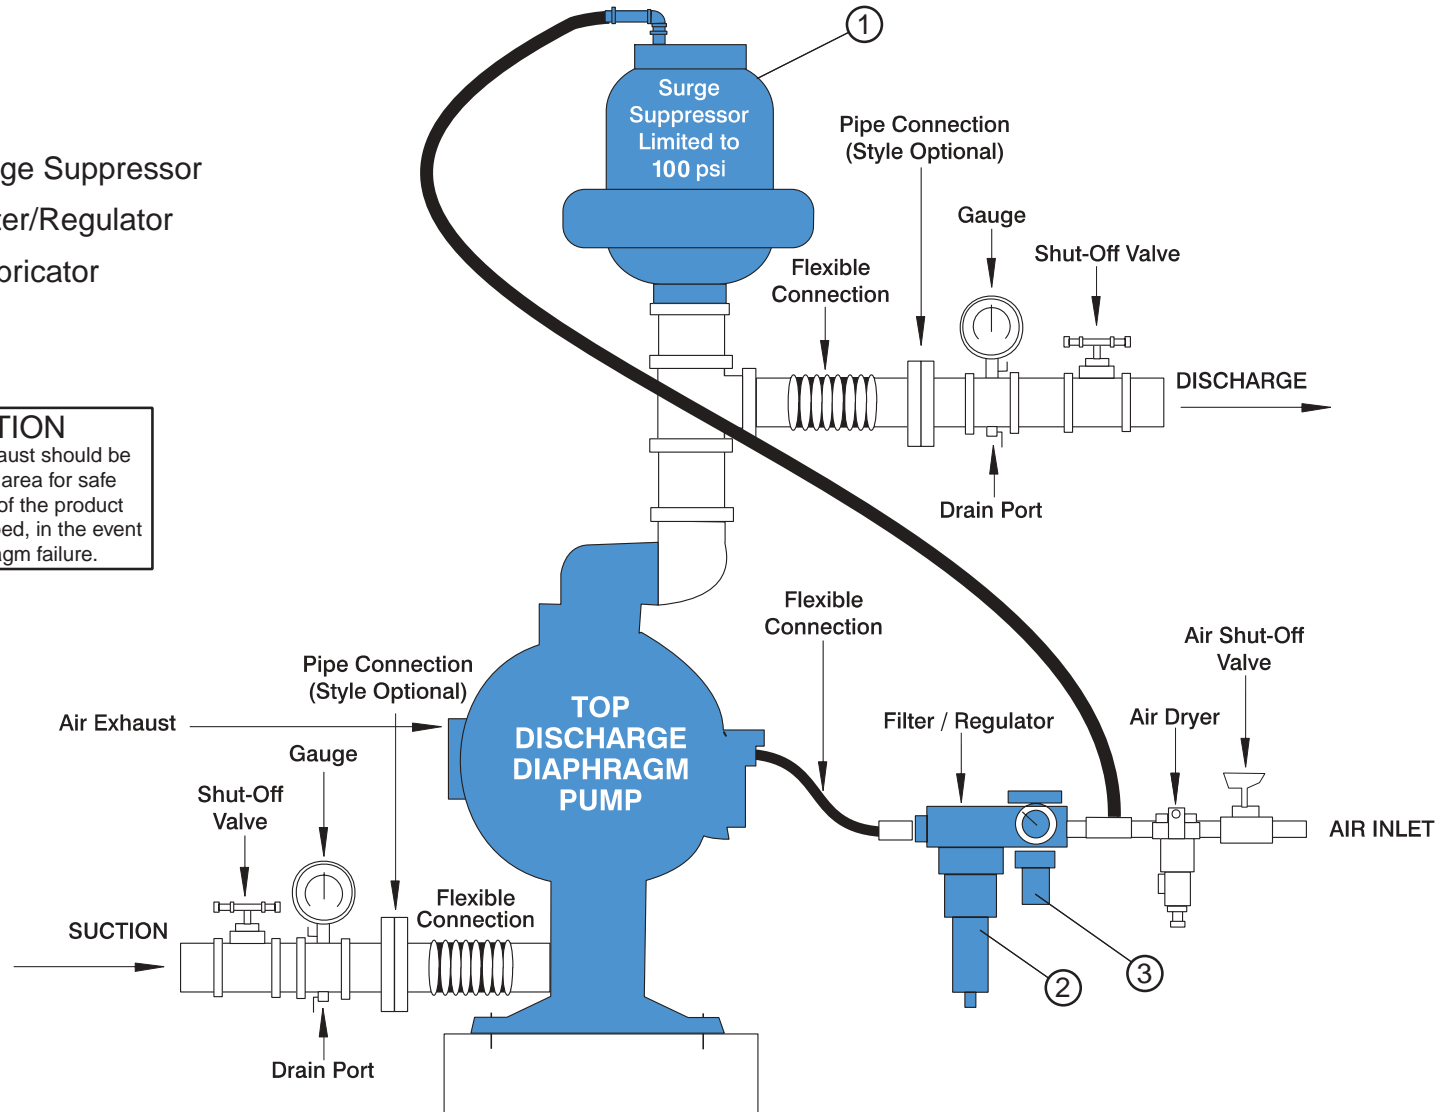 1
Surge
Suppressor
Limited to
100 psi
Pipe Connection
(Style Optional)
ge Suppressor
ter/Regulator
bricator
Gauge
Shut-Off Valve
Flexible
Connection
DISCHARGE
Drain Port
TION
aust should be
area for safe
of the product
ped, in the event
agm failure.
Flexible
Connection
Air Shut-Off
Valve
Pipe Connection
(Style Optional)
Air Exhaust
TOP
DISCHARGE
DIAPHRAGM
PUMP
Filter / Regulator
Air Dryer
Gauge
Shut-Off
Valve
AIR INLET
Flexible
Connection
SUCTION
2
3
Drain Port